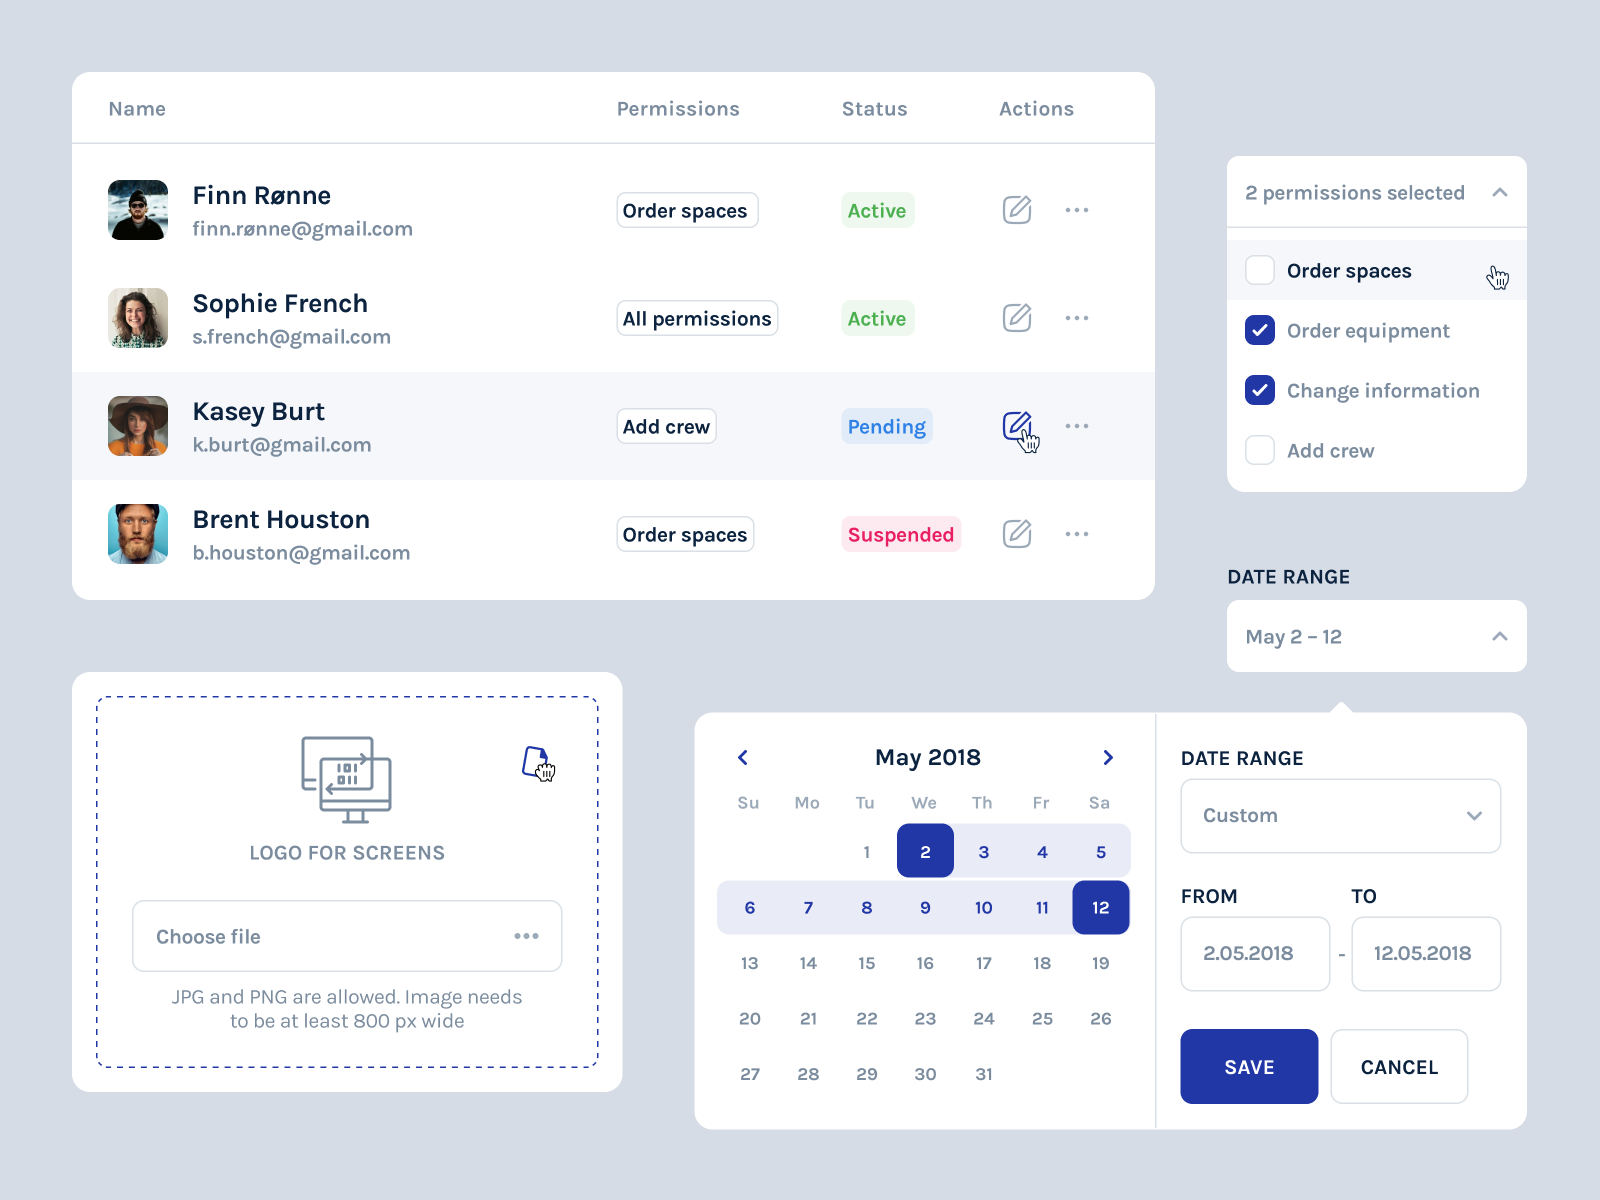 Name Permissions Status Actions
Finn Rønne
finn.rønne@gmail.com
Order spaces
Active
Sophie French
s.french@gmail.com
All permissions
Active
Kasey Burt
k.burt@gmail.com
Add crew
Pending
Brent Houston
b.houston@gmail.com
Order spaces
Suspended
2 permissions selected
Order spaces
Order equipment
Change information
Add crew
DATE RANGE
May 2 – 12
101
011
LOGO FOR SCREENS
Choose file
JPG and PNG are allowed. Image needs
to be at least 800 px wide
May 2018
Su Mo Tu We Th Fr Sa
1 2 3 4 5
6 7 8 9 10 11 12
13 14 15 16 17 18 19
20 21 22 23 24 25 26
27 28 29 30 31
DATE RANGE
Custom
FROM TO
2.05.2018 - 12.05.2018
SAVE CANCEL